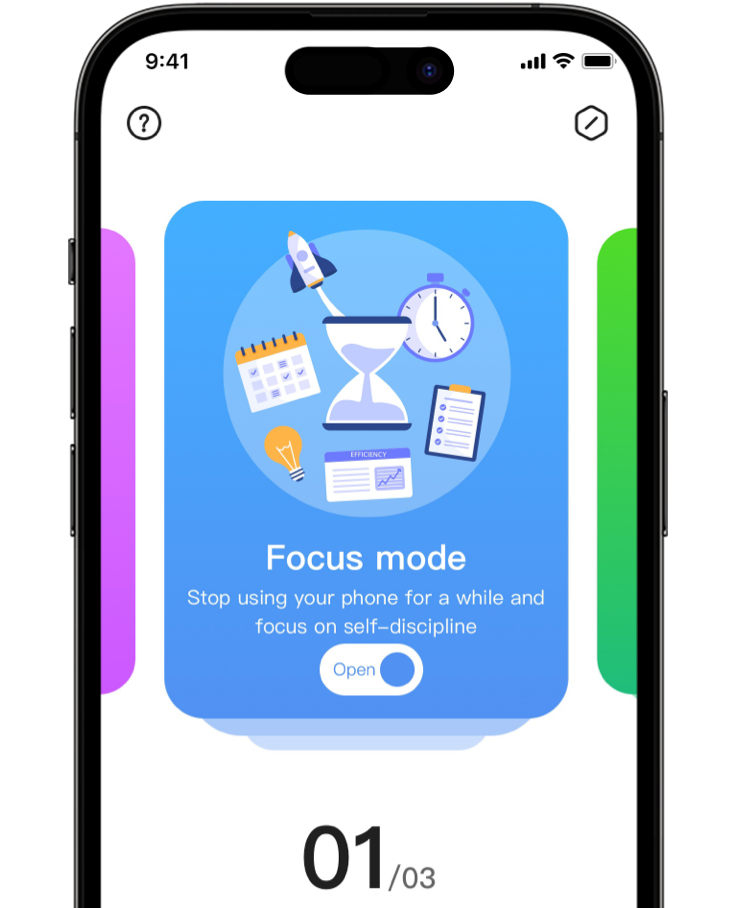 9:41
?
EFFICIENCY
Focus mode
Stop using your phone for a while and
focus on self-discipline
Open
01/03